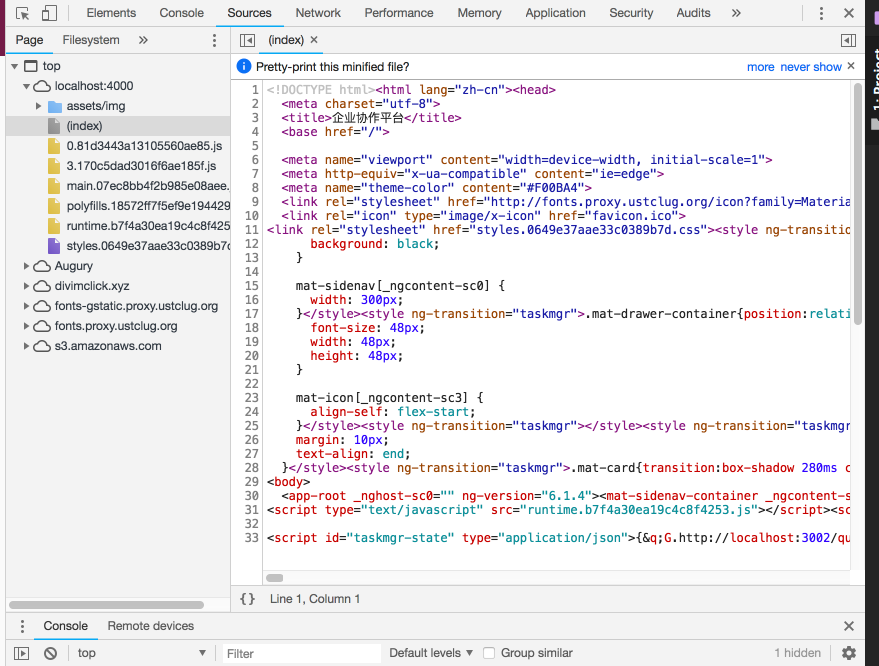 Elements Console Sources Network Performance Memory Application Security Audits »
Page Filesystem » (index) ×
Pretty-print this minified file? more never show ×
top
localhost:4000
assets/img
(index)
0.81d3443a13105560ae85.js
3.170c5dad3016f6ae185f.js
main.07ec8bb4f2b985e08aee.
polyfills.18572ff7f5ef9e194429
runtime.b7f4a30ea19c4c8f425
styles.0649e37aae33c0389b7d
Augury
divimclick.xyz
fonts-gstatic.proxy.ustclug.org
fonts.proxy.ustclug.org
s3.amazonaws.com
1 <!DOCTYPE html><html lang="zh-cn"><head>
2 <meta charset="utf-8">
3 <title>企业协作平台</title>
4 <base href="/">
5
6 <meta name="viewport" content="width=device-width, initial-scale=1">
7 <meta http-equiv="x-ua-compatible" content="ie=edge">
8 <meta name="theme-color" content="#F00BA4">
9 <link rel="stylesheet" href="http://fonts.proxy.ustclug.org/icon?family=Materia
10 <link rel="icon" type="image/x-icon" href="favicon.ico">
11 <link rel="stylesheet" href="styles.0649e37aae33c0389b7d.css"><style ng-transitio
12 background: black;
13 }
14
15 mat-sidenav[_ngcontent-sc0] {
16 width: 300px;
17 }</style><style ng-transition="taskmgr">.mat-drawer-container{position:relati
18 font-size: 48px;
19 width: 48px;
20 height: 48px;
21 }
22
23 mat-icon[_ngcontent-sc3] {
24 align-self: flex-start;
25 }</style><style ng-transition="taskmgr"></style><style ng-transition="taskmgr
26 margin: 10px;
27 text-align: end;
28 }</style><style ng-transition="taskmgr">.mat-card{transition:box-shadow 280ms c
29 <body>
30 <app-root _nghost-sc0="" ng-version="6.1.4"><mat-sidenav-container _ngcontent-s
31 <script type="text/javascript" src="runtime.b7f4a30ea19c4c8f4253.js"></script><sc
32
33 <script id="taskmgr-state" type="application/json">{&q;G.http://localhost:3002/qu
{} Line 1, Column 1
Console Remote devices
top Filter Default levels Group similar 1 hidden
1: Project